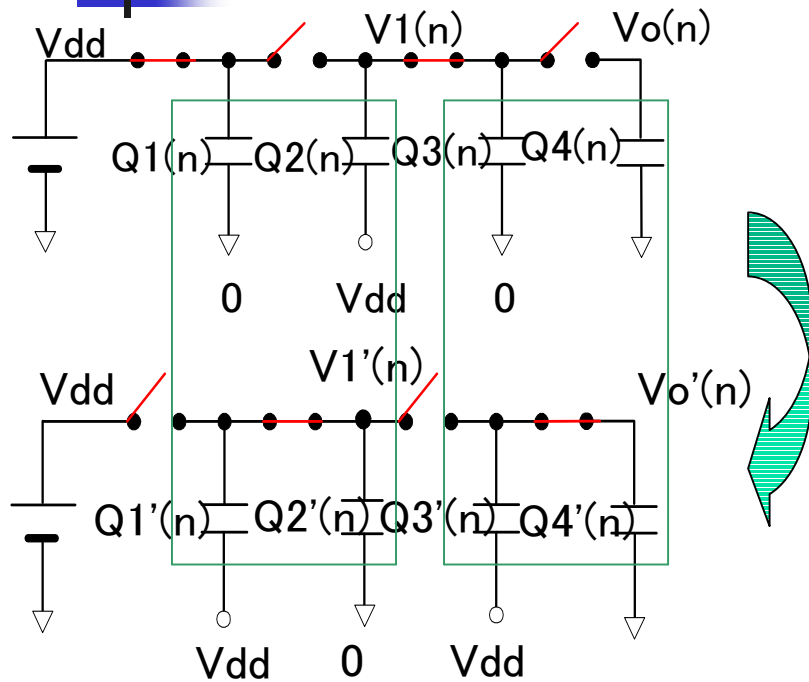 Vdd V1(n) Vo(n)
Q1(n) Q2(n) Q3(n) Q4(n)
0 Vdd 0
Vdd V1'(n) Vo'(n)
Q1'(n) Q2'(n) Q3'(n) Q4'(n)
Vdd 0 Vdd